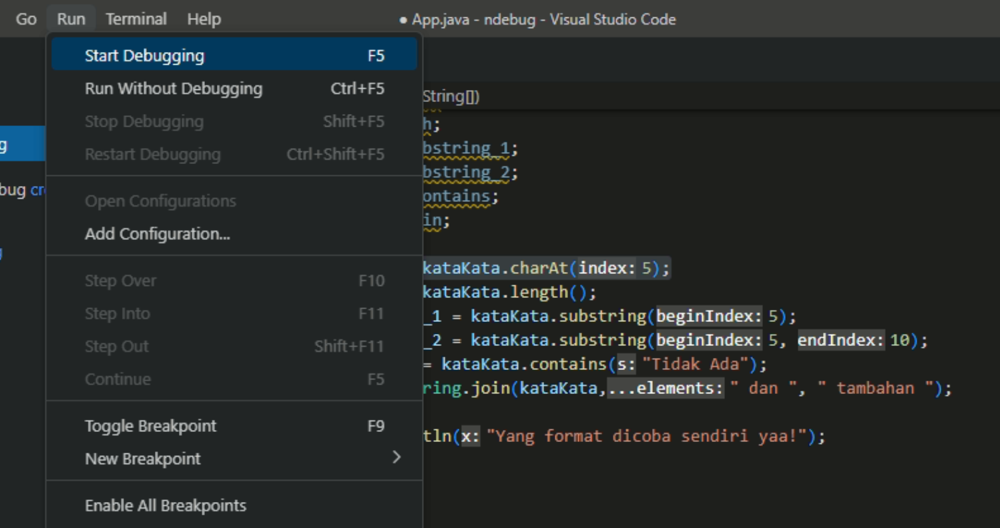 Go Run Terminal Help ● App.java - ndebug - Visual Studio Code
Start Debugging F5
Run Without Debugging Ctrl+F5
Stop Debugging Shift+F5
Restart Debugging Ctrl+Shift+F5
Open Configurations
Add Configuration...
Step Over F10
Step Into F11
Step Out Shift+F11
Continue F5
Toggle Breakpoint F9
New Breakpoint >
Enable All Breakpoints
g
bug cr
g
String[])
h;
bstring_1;
bstring_2;
ontains;
in;
kataKata.charAt(index: 5);
kataKata.length();
_1 = kataKata.substring(beginIndex: 5);
_2 = kataKata.substring(beginIndex: 5, endIndex: 10);
= kataKata.contains(s: "Tidak Ada");
ring.join(kataKata,...elements: " dan ", " tambahan ");
tln(x: "Yang format dicoba sendiri yaa!");